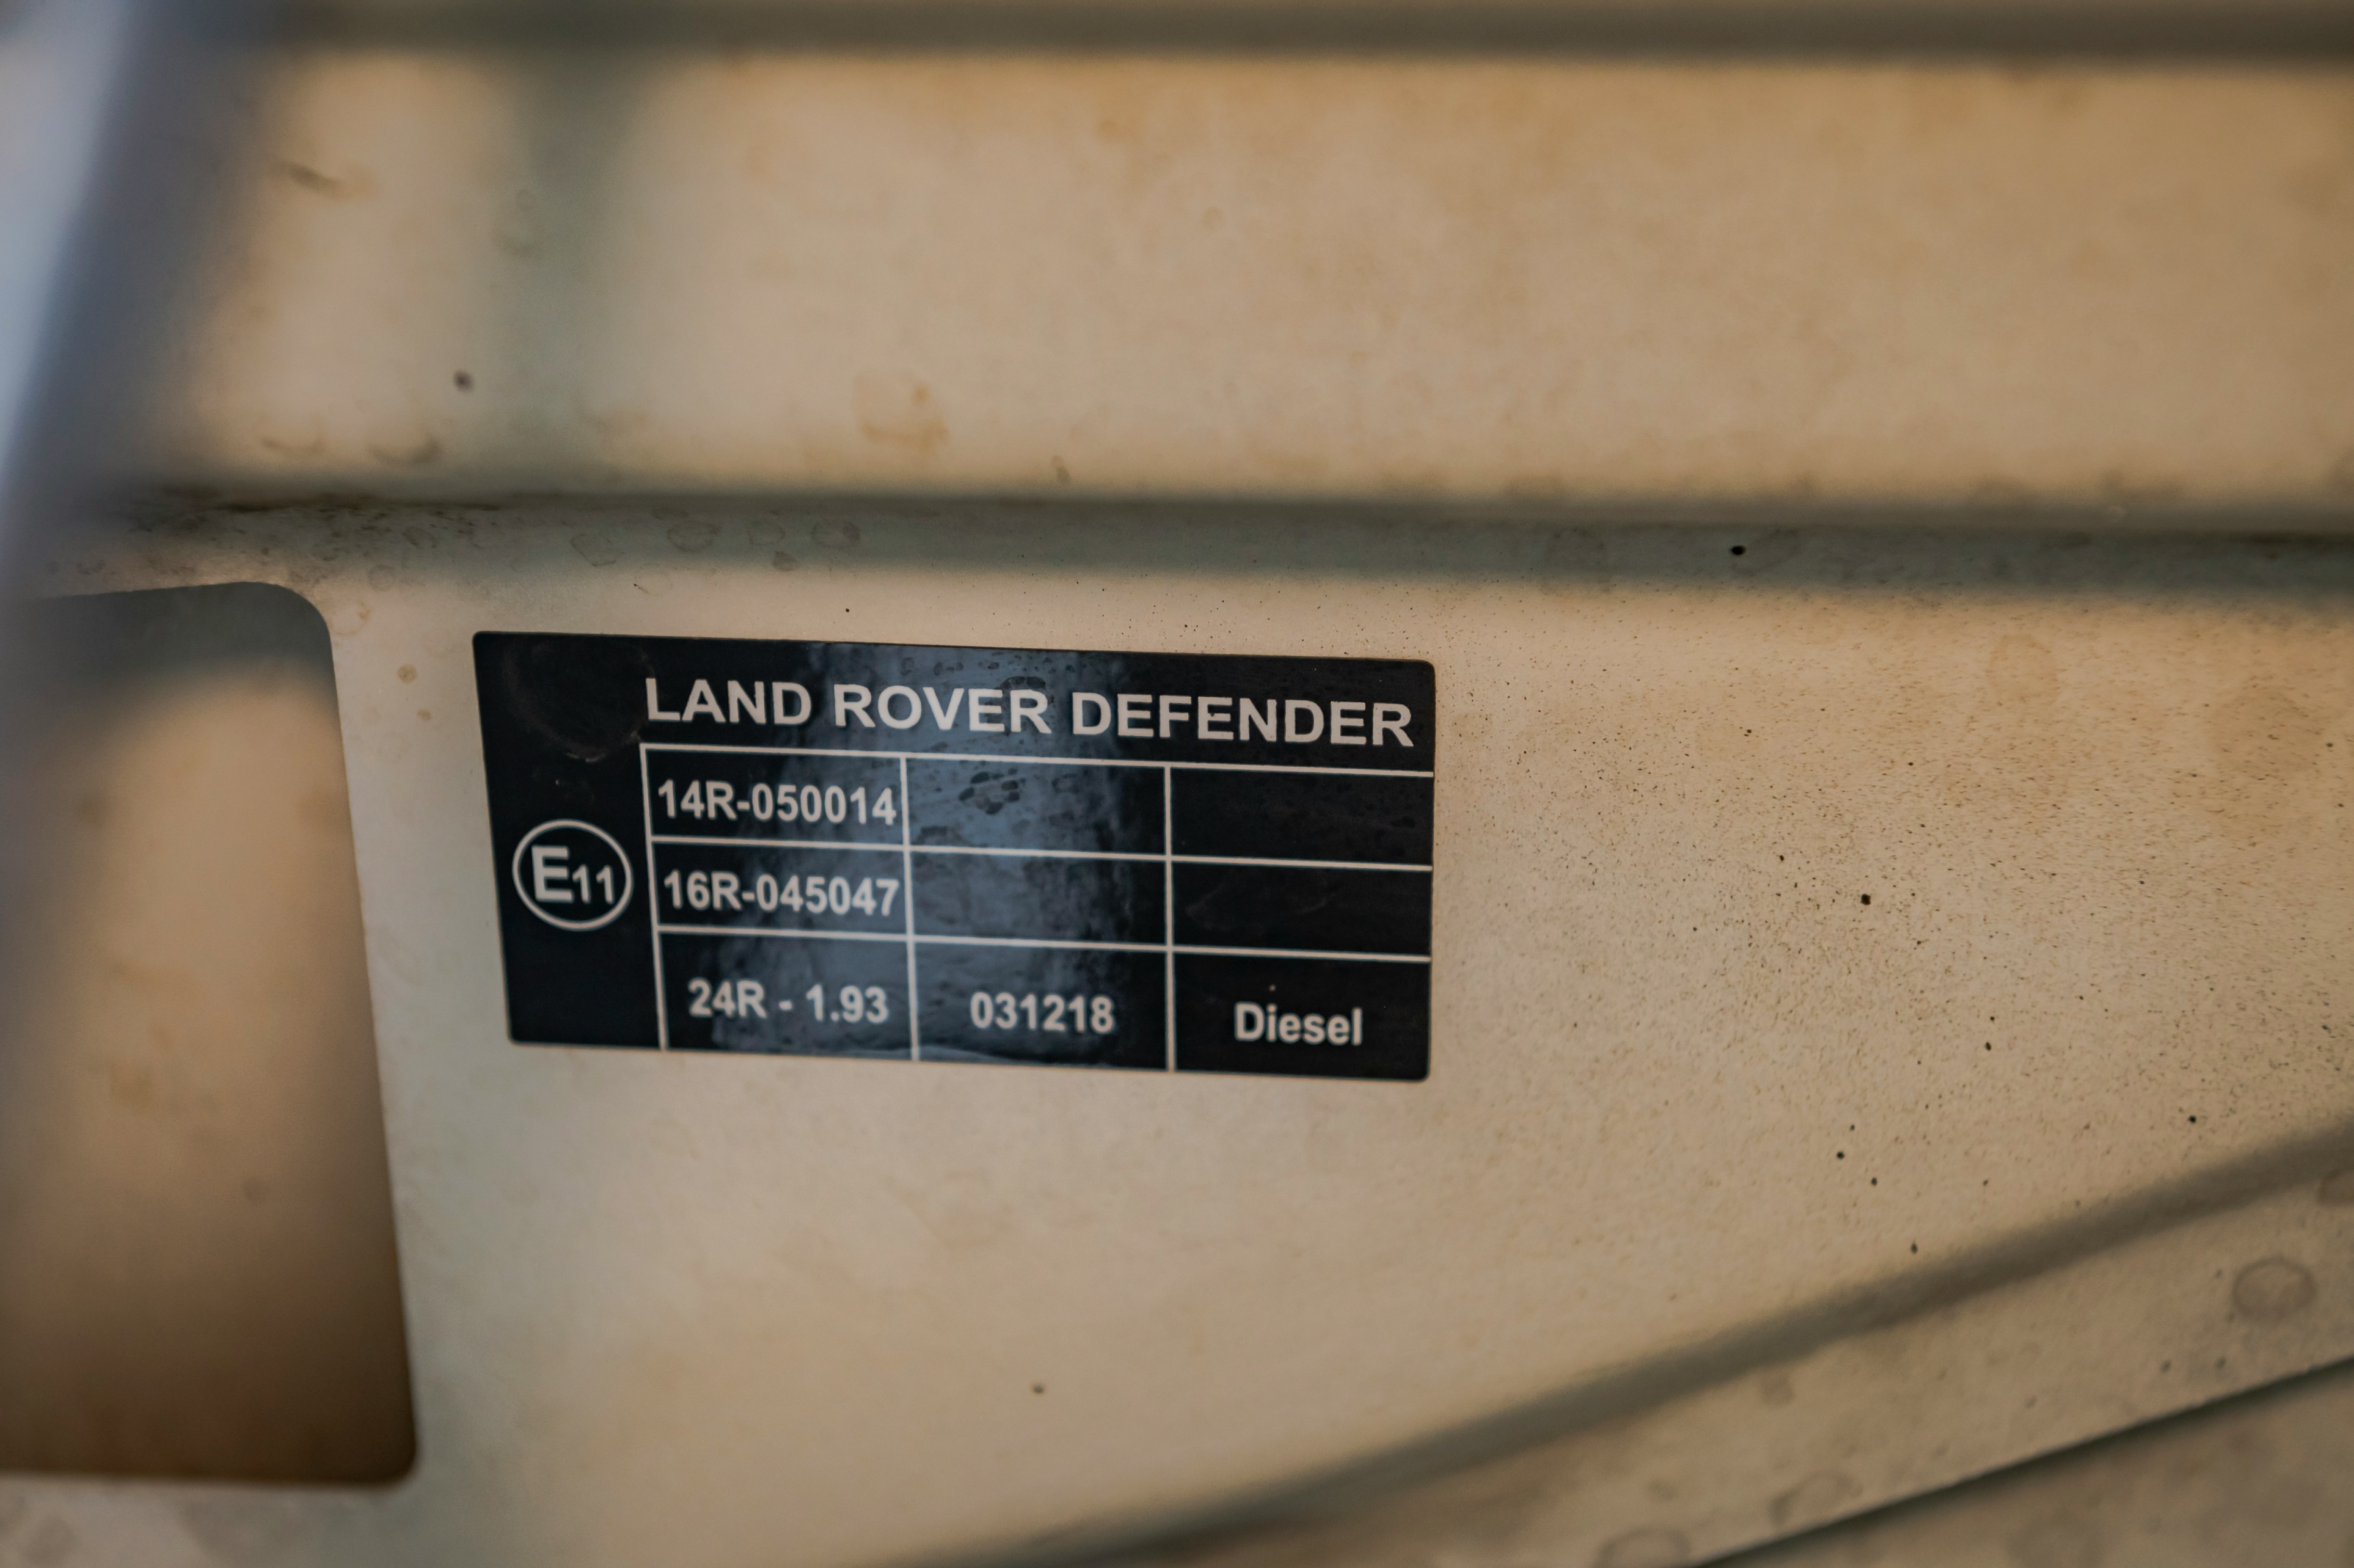 LAND ROVER DEFENDER
14R-050014
E11
16R-045047
24R - 1.93 031218 Diesel